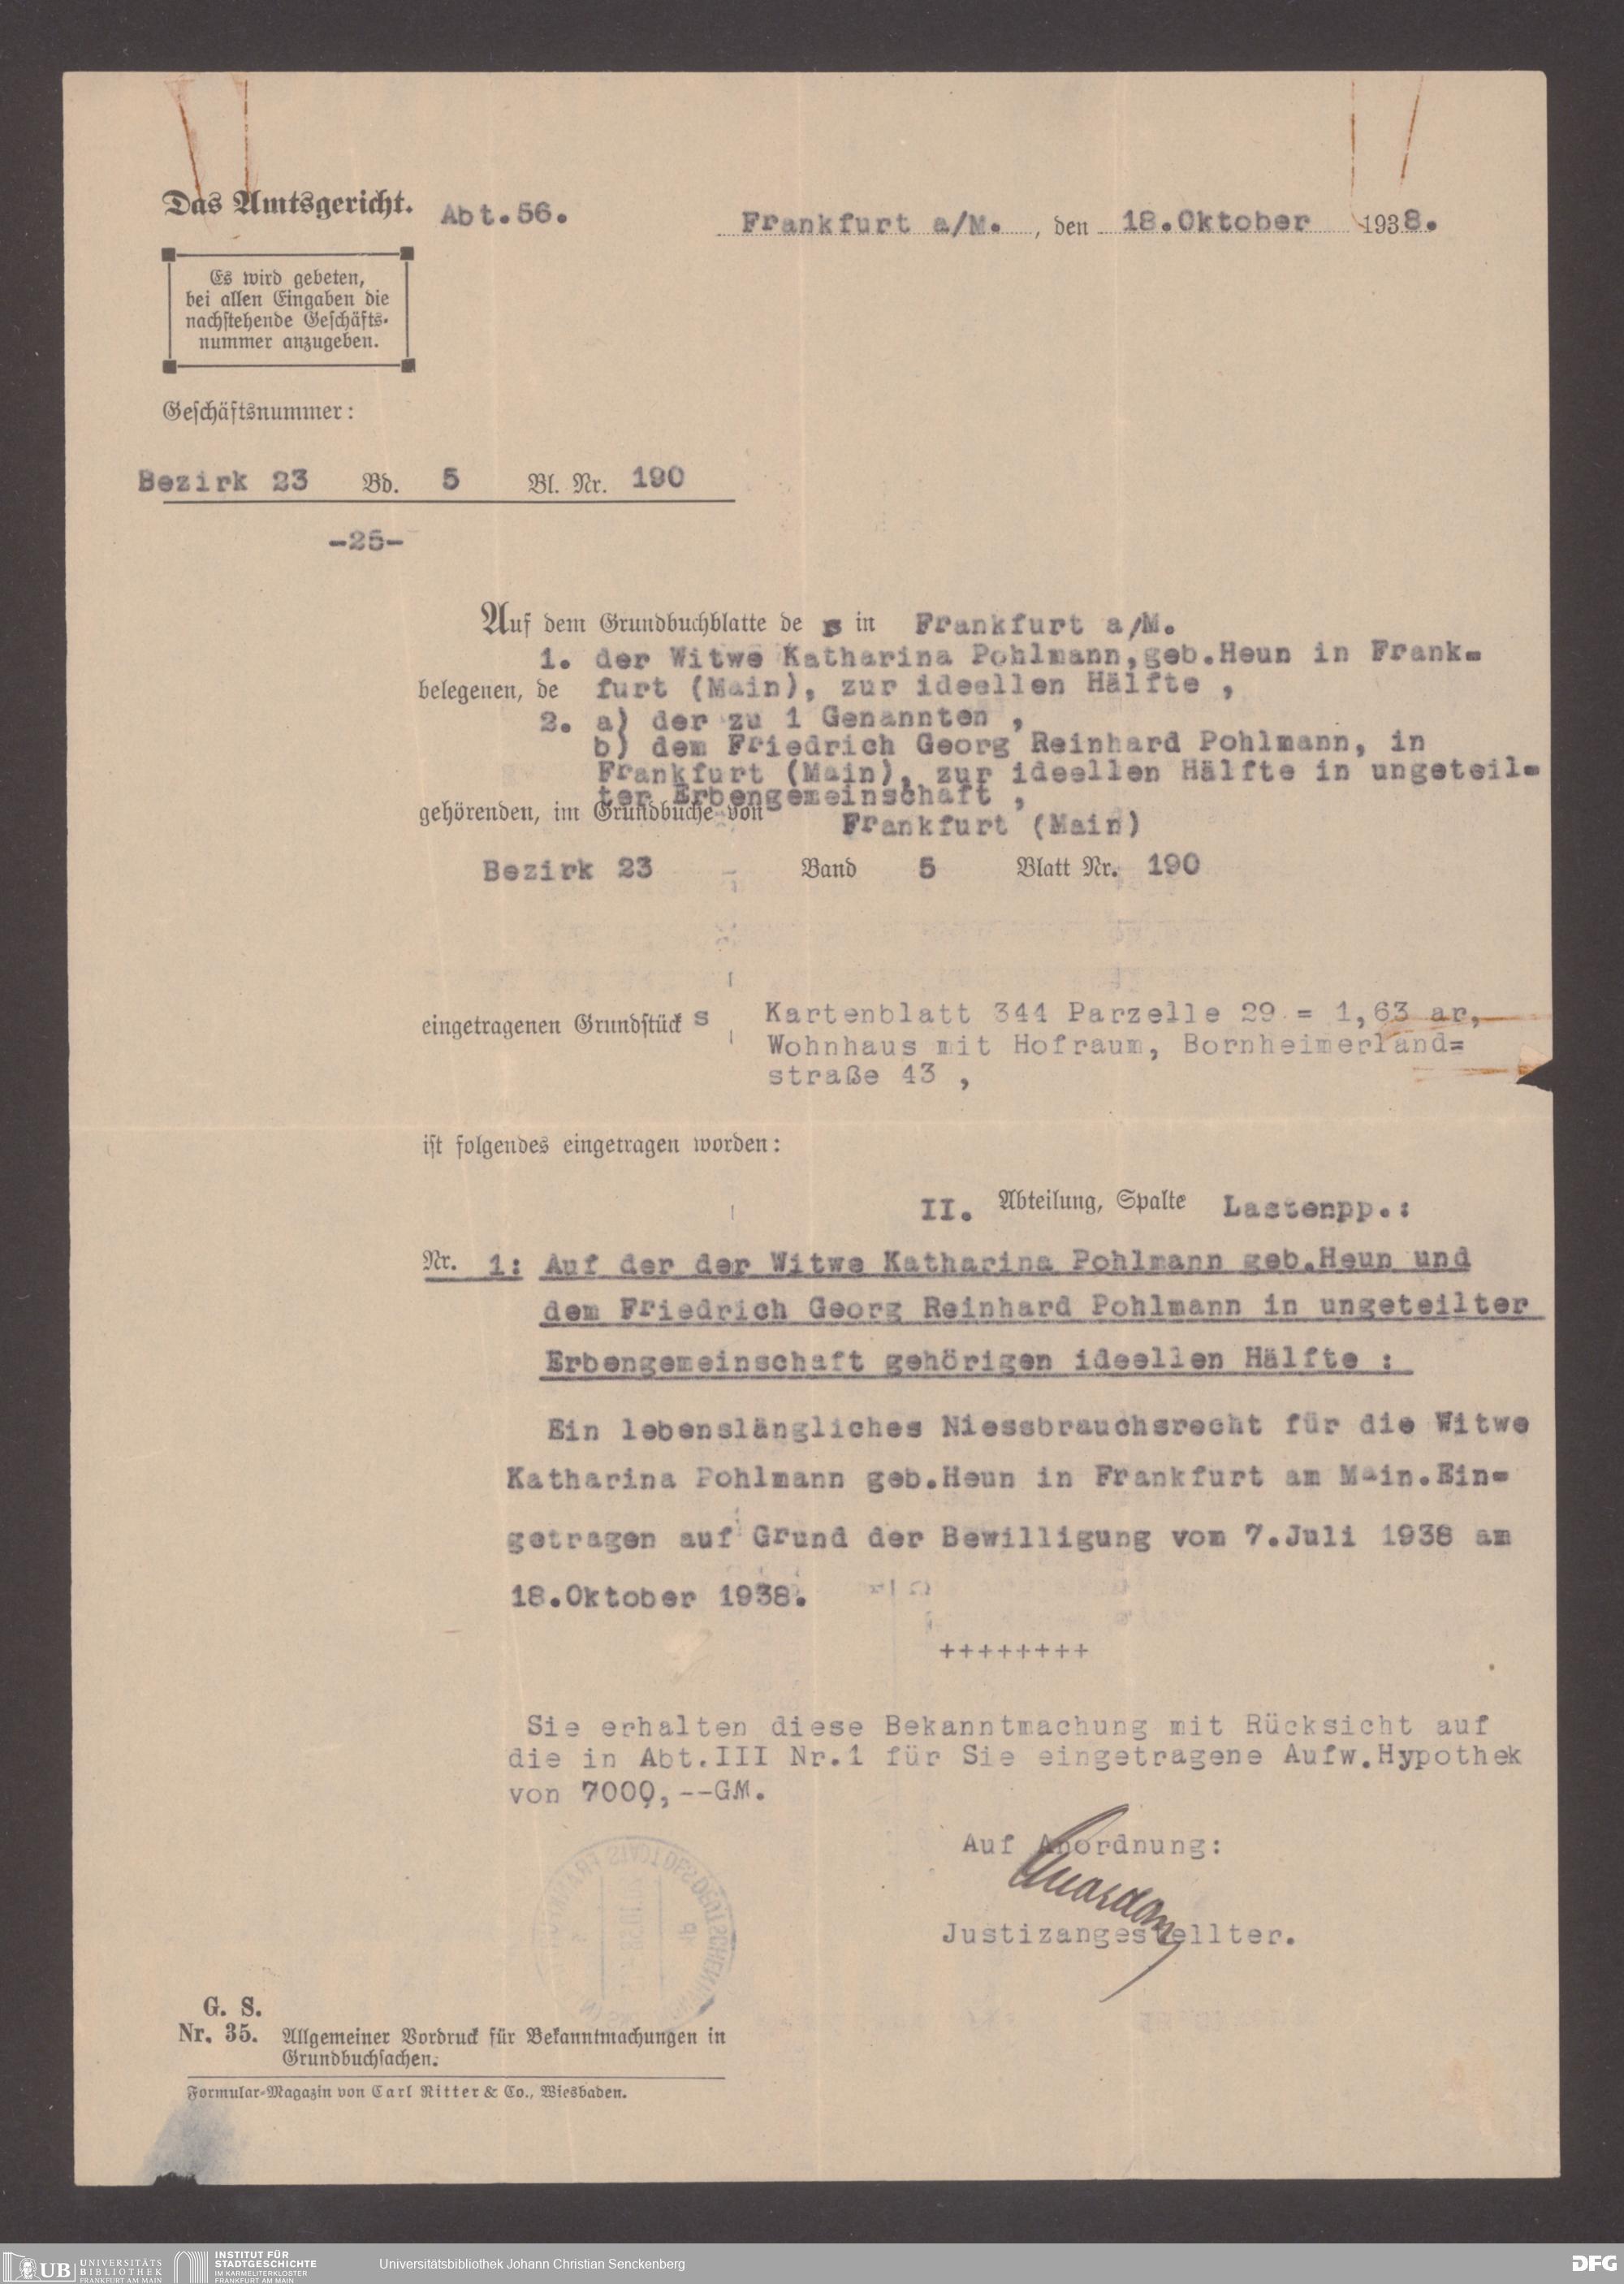 Das Amtsgericht. Abt.56.
Frankfurt a/M. , den 18.Oktober 1938.
Es wird gebeten,
bei allen Eingaben die
nachstehende Geschäfts-
nummer anzugeben.
Geschäftsnummer:
Bezirk 23 Bd. 5 Bl. Nr. 190
-25-
Auf dem Grundbuchblatte de s in Frankfurt a/M.
1. der Witwe Katharina Pohlmann,geb.Heun in Frank=
belegenen, de furt (Main), zur ideellen Hälfte ,
2. a) der zu 1 Genannten ,
b) dem Friedrich Georg Reinhard Pohlmann, in
Frankfurt (Main), zur ideellen Hälfte in ungeteil=
ter Erbengemeinschaft ,
gehörenden, im Grundbuche von Frankfurt (Main)
Bezirk 23 Band 5 Blatt Nr. 190
eingetragenen Grundstück s Kartenblatt 344 Parzelle 29 = 1,63 ar,
Wohnhaus mit Hofraum, Bornheimerland=
straße 43 ,
ist folgendes eingetragen worden:
II. Abteilung, Spalte Lastenpp.:
Nr. 1: Auf der der Witwe Katharina Pohlmann geb.Heun und
dem Friedrich Georg Reinhard Pohlmann in ungeteilter
Erbengemeinschaft gehörigen ideellen Hälfte :
Ein lebenslängliches Niessbrauchsrecht für die Witwe
Katharina Pohlmann geb.Heun in Frankfurt am Main.Ein=
getragen auf Grund der Bewilligung vom 7.Juli 1938 am
18.Oktober 1938.
++++++++
Sie erhalten diese Bekanntmachung mit Rücksicht auf
die in Abt.III Nr.1 für Sie eingetragene Aufw.Hypothek
von 7000,--GM.
Auf Anordnung:
Justizangestellter.
G. S.
Nr. 35. Allgemeiner Vordruck für Bekanntmachungen in
Grundbuchsachen.
Formular-Magazin von Carl Ritter & Co., Wiesbaden.
UB UNIVERSITÄTS
BIBLIOTHEK
FRANKFURT AM MAIN
INSTITUT FÜR
STADTGESCHICHTE
IM KARMELITERKLOSTER
FRANKFURT AM MAIN
Universitätsbibliothek Johann Christian Senckenberg
DFG